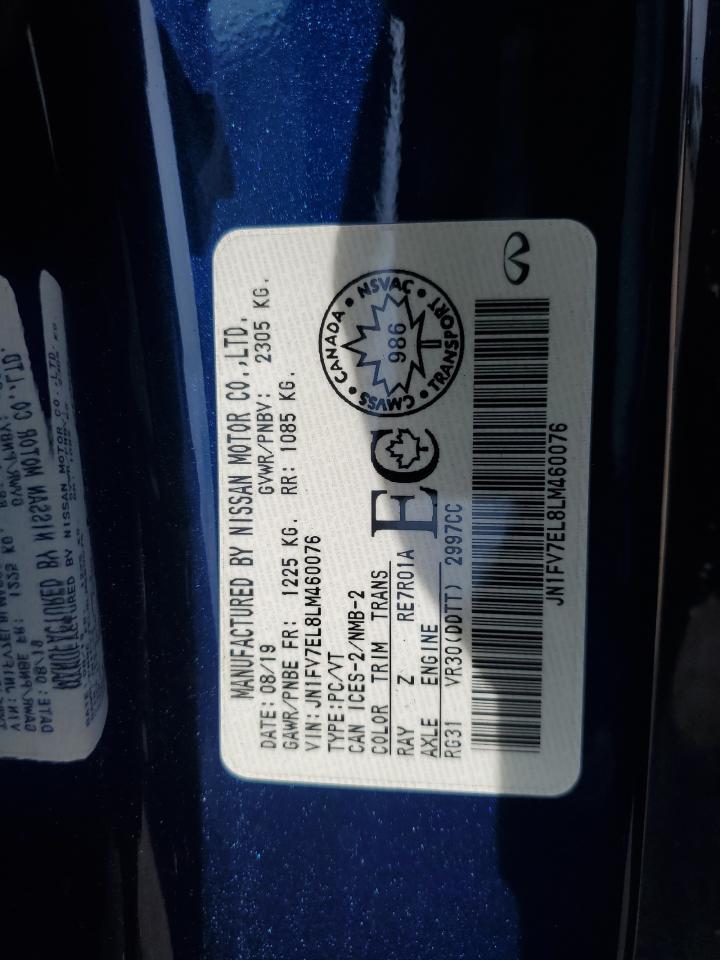 MANUFACTURED BY NISSAN MOTOR CO.,LTD.
DATE: 08/19 GVWR/PNBV: 2305 KG.
GAWR/PNBE FR: 1225 KG. RR: 1085 KG.
VIN: JN1FV7EL8LM460076
TYPE: PC/VT
CAN ICES-2/NMB-2
COLOR TRIM TRANS
RAY Z RE7R01A
AXLE ENGINE
RG31 VR30(DDTT) 2997CC
EC
CANADA • NSVAC • TRANSPORT • CMVSS •
986
JN1FV7EL8LM460076